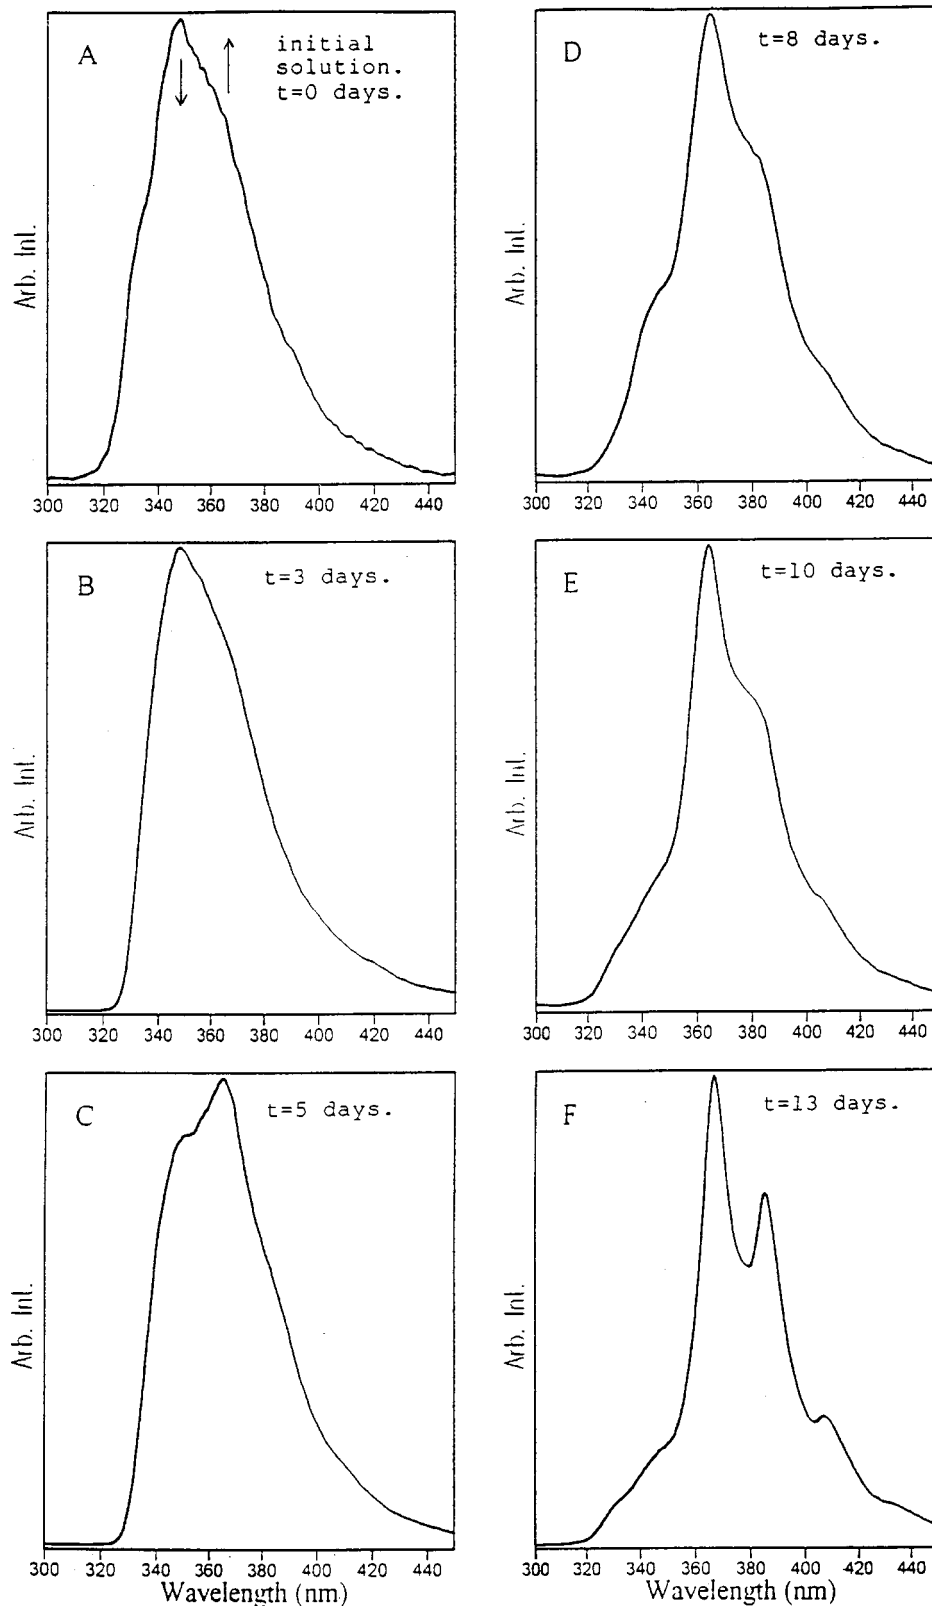 A
initial
solution.
t=0 days.
Arb. Int.
300 320 340 360 380 400 420 440
B
t=3 days.
Arb. Int.
300 320 340 360 380 400 420 440
C
t=5 days.
Arb. Int.
300 320 340 360 380 400 420 440
Wavelength (nm)
D
t=8 days.
Arb. Int.
300 320 340 360 380 400 420 440
E
t=10 days.
Arb. Int.
300 320 340 360 380 400 420 440
F
t=13 days.
Arb. Int.
300 320 340 360 380 400 420 440
Wavelength (nm)